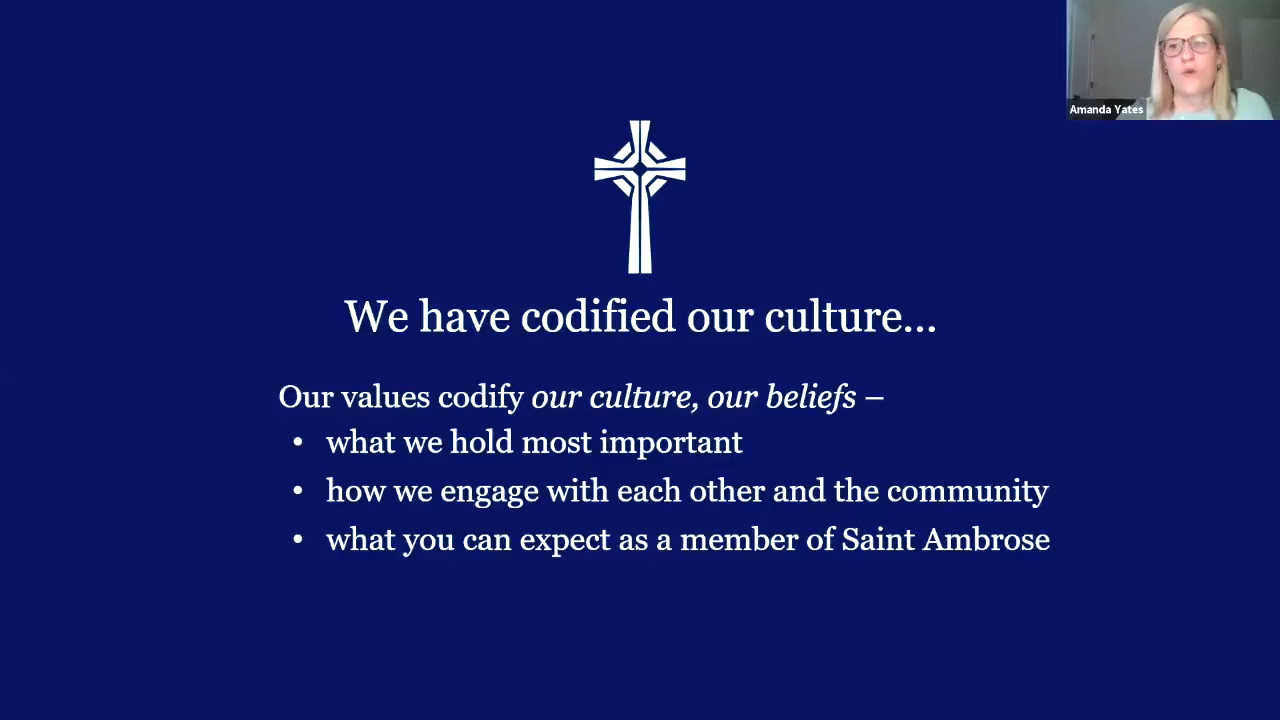 Amanda Yates
We have codified our culture...
Our values codify our culture, our beliefs –
• what we hold most important
• how we engage with each other and the community
• what you can expect as a member of Saint Ambrose